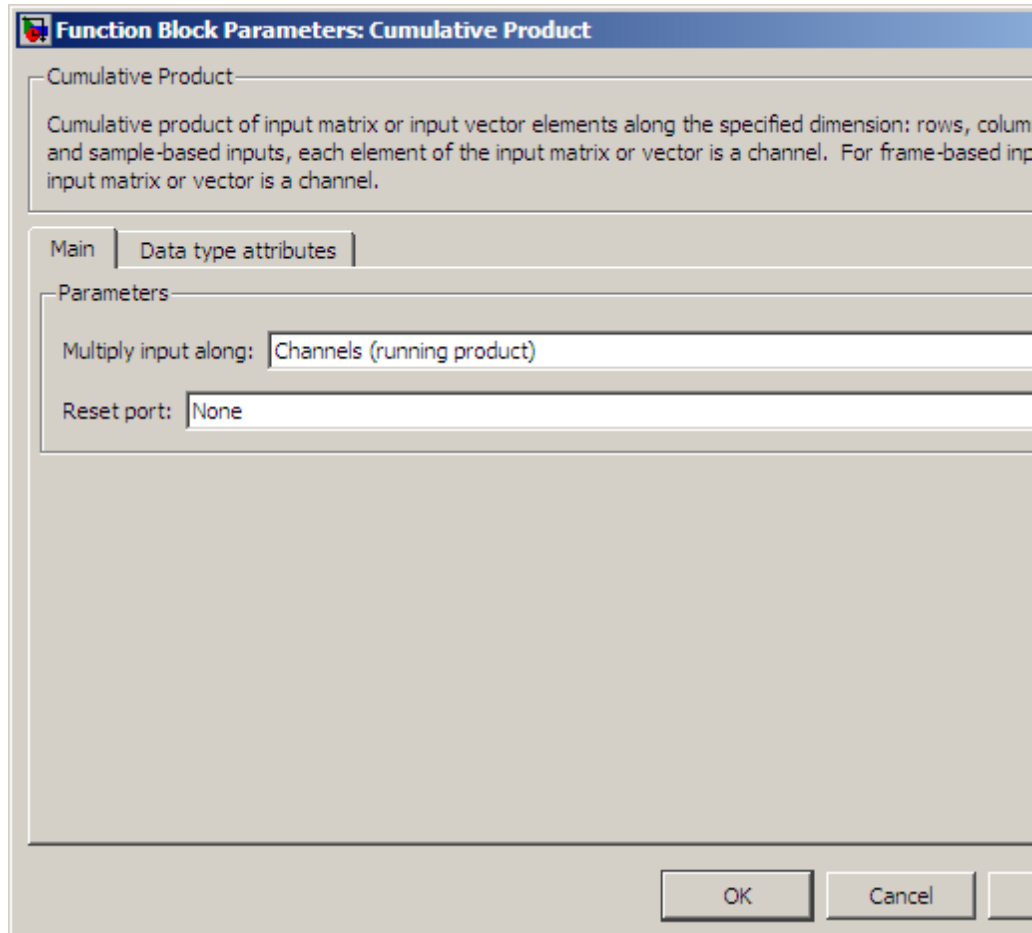 Function Block Parameters: Cumulative Product
Cumulative Product
Cumulative product of input matrix or input vector elements along the specified dimension: rows, colum
and sample-based inputs, each element of the input matrix or vector is a channel.  For frame-based inp
input matrix or vector is a channel.
Main
Data type attributes
Parameters
Multiply input along: Channels (running product)
Reset port: None
OK
Cancel